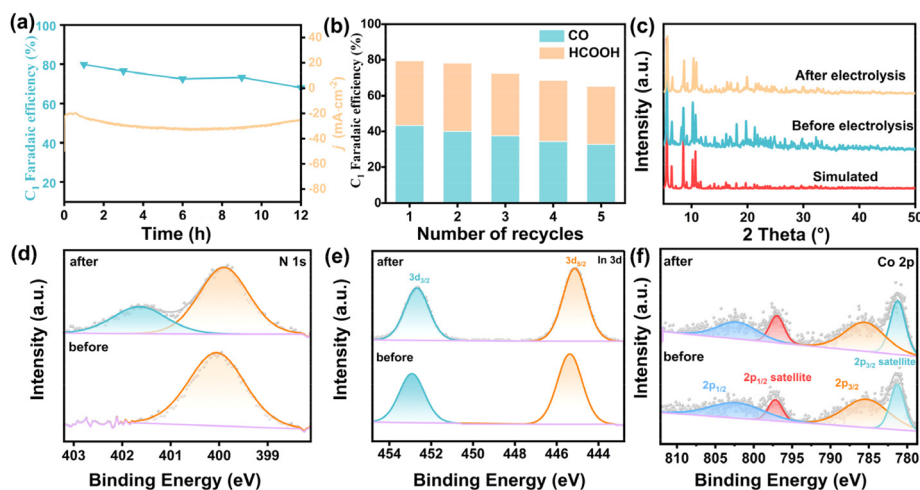 (a)
C₁ Faradaic efficiency (%)
100
80
60
40
20
0
2
4
6
8
10
12
Time (h)
40
20
0
-20
-40
-60
-80
j (mA·cm⁻²)
(b)
C₁ Faradaic efficiency (%)
100
80
60
40
20
0
CO
HCOOH
1
2
3
4
5
Number of recycles
(c)
Intensity (a.u.)
After electrolysis
Before electrolysis
Simulated
10
20
30
40
50
2 Theta (°)
(d)
after
N 1s
before
Intensity (a.u.)
403
402
401
400
399
Binding Energy (eV)
(e)
after
In 3d
3d₃/₂
3d₅/₂
before
Intensity (a.u.)
454
452
450
448
446
444
Binding Energy (eV)
(f)
after
Co 2p
2p₃/₂ satellite
before
2p₁/₂
2p₁/₂ satellite
2p₃/₂
Intensity (a.u.)
810
805
800
795
790
785
780
Binding Energy (eV)